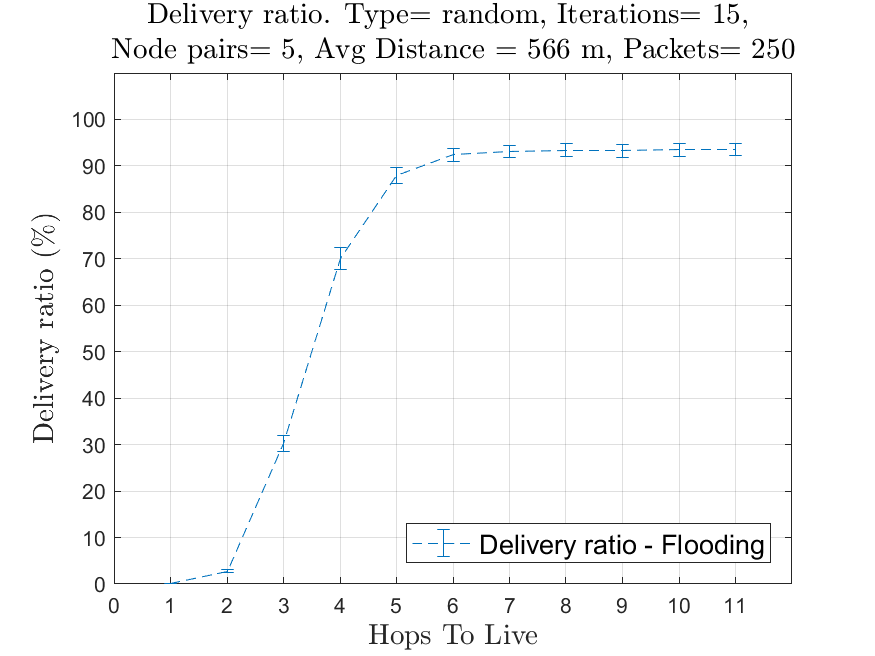 Delivery ratio. Type= random, Iterations= 15,
Node pairs= 5, Avg Distance = 566 m, Packets= 250
Delivery ratio (%)
100
90
80
70
60
50
40
30
20
10
0
Delivery ratio - Flooding
0 1 2 3 4 5 6 7 8 9 10 11
Hops To Live